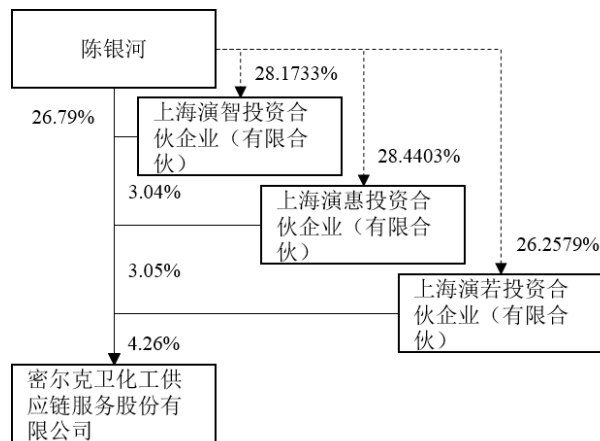 陈银河
28.1733%
26.79%
上海演智投资合
伙企业（有限合
伙）
28.4403%
3.04%
上海演惠投资合
伙企业（有限合
伙）
26.2579%
3.05%
上海演若投资合
伙企业（有限合
伙）
4.26%
密尔克卫化工供
应链服务股份有
限公司